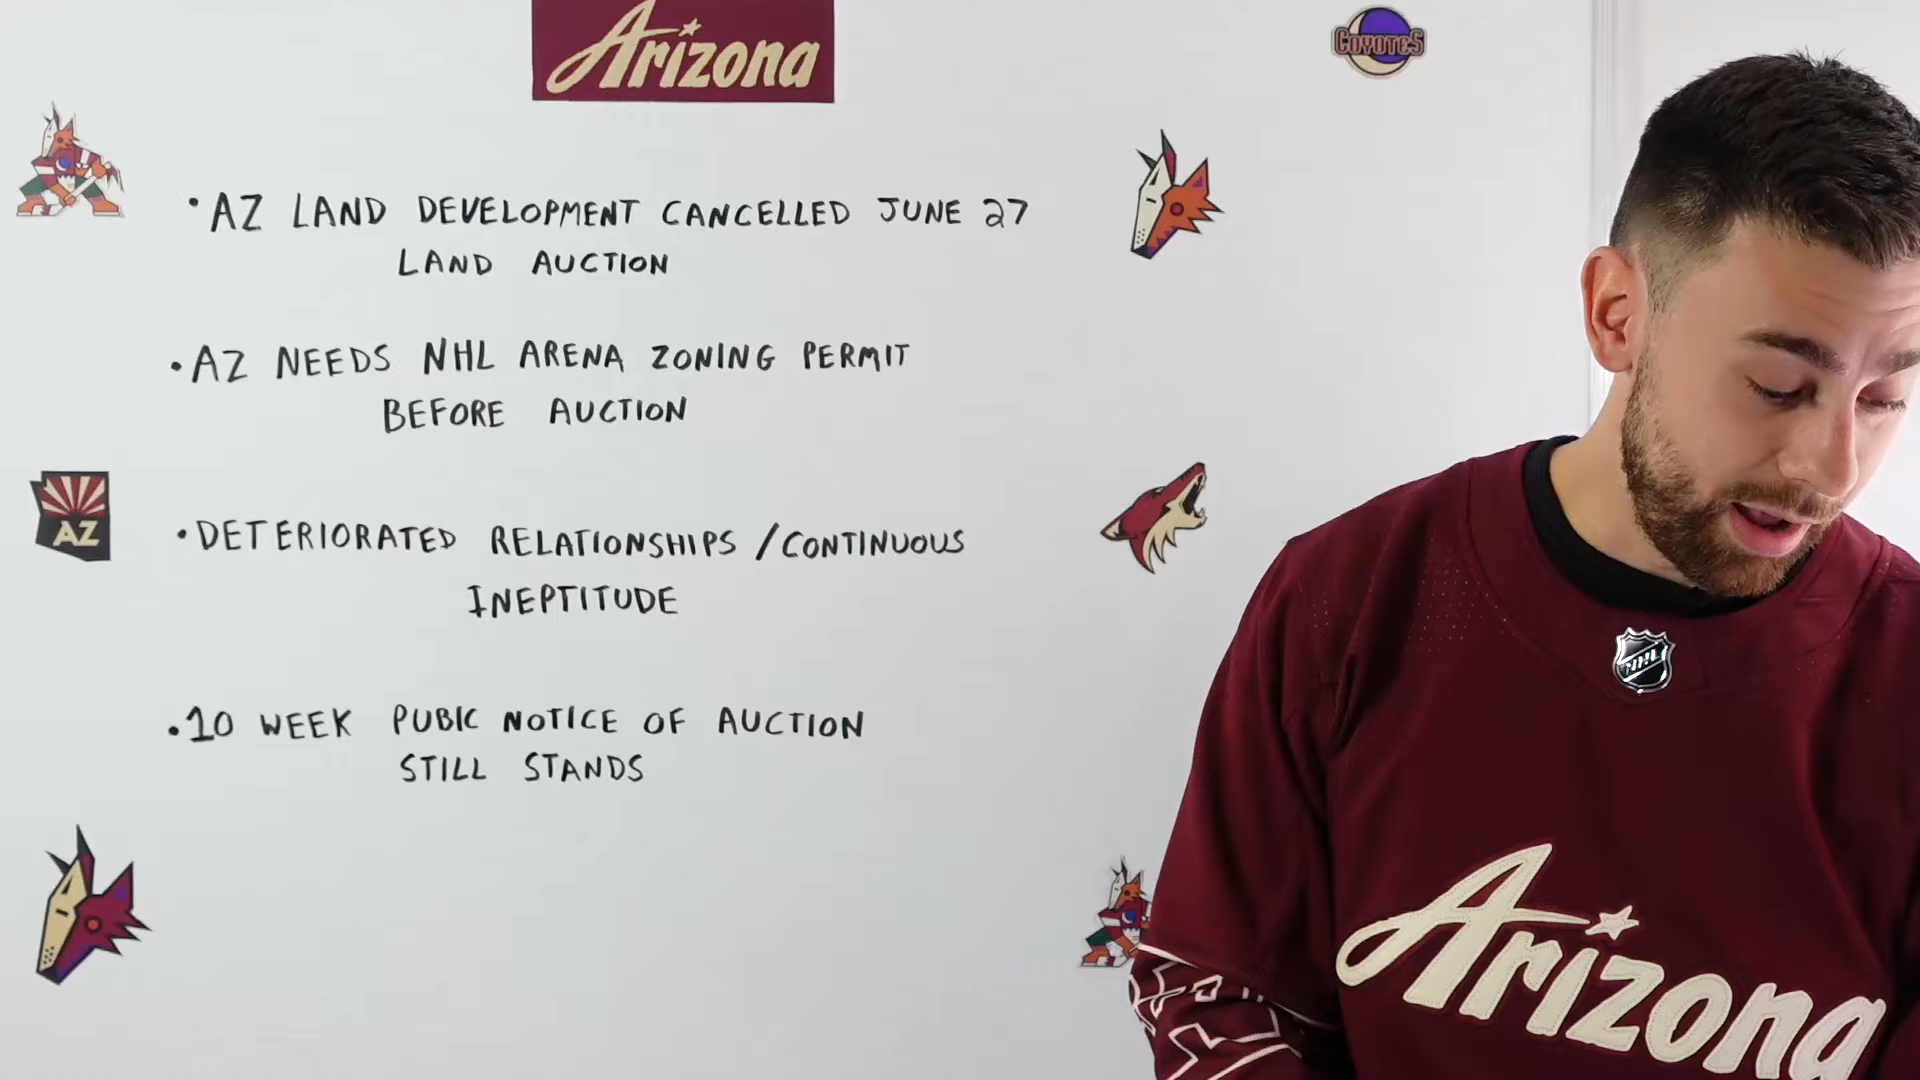 Arizona
COYOTES
• AZ LAND DEVELOPMENT CANCELLED JUNE 27
LAND AUCTION
• AZ NEEDS NHL ARENA ZONING PERMIT
BEFORE AUCTION
AZ
• DETERIORATED RELATIONSHIPS / CONTINUOUS
INEPTITUDE
NHL
• 10 WEEK PUBIC NOTICE OF AUCTION
STILL STANDS
Arizona